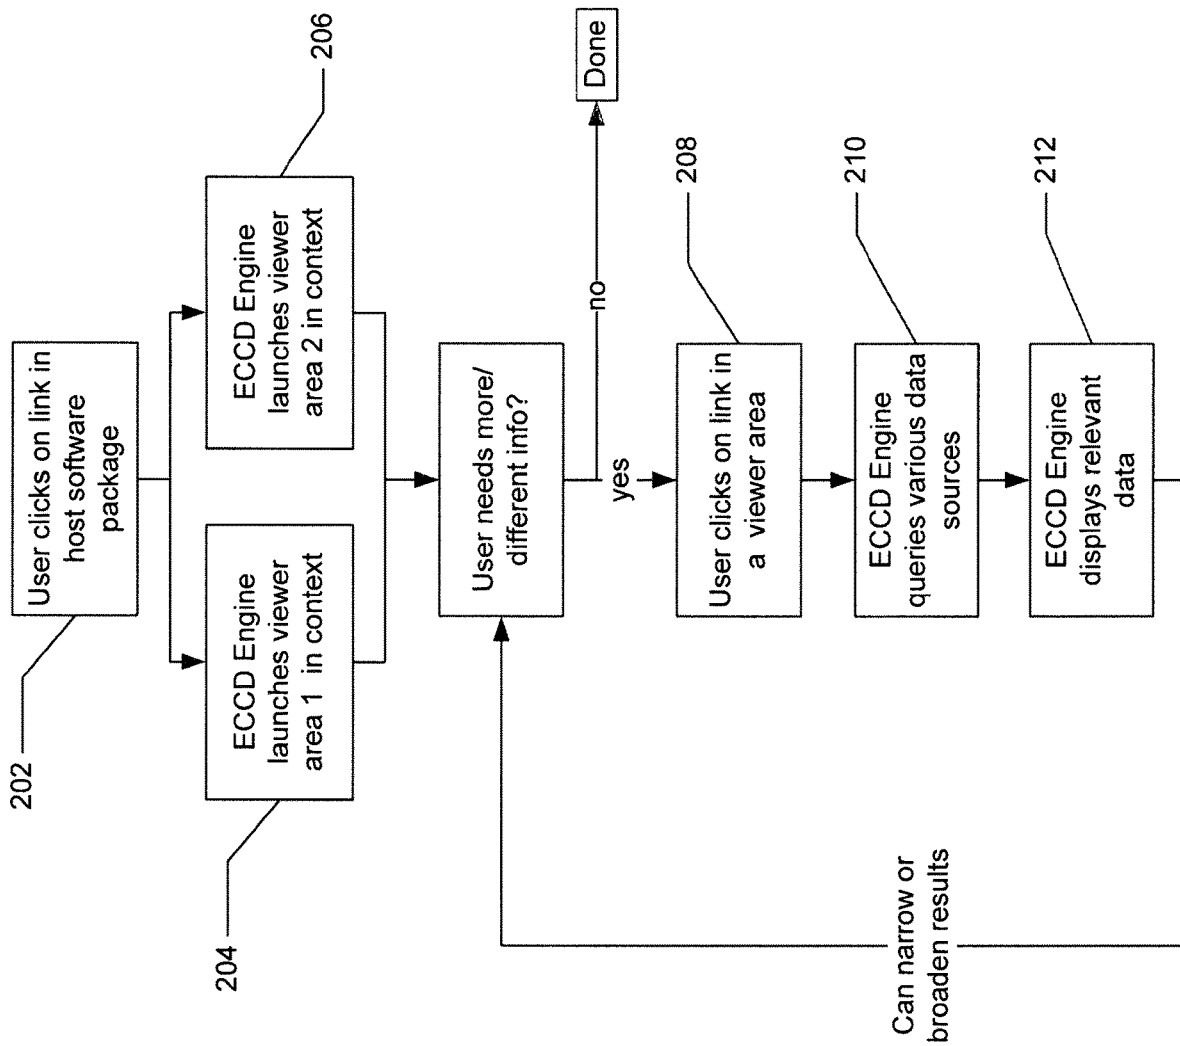 202
User clicks on link in
host software
package
206
ECCD Engine
launches viewer
area 1  in context
204
ECCD Engine
launches viewer
area 2 in context
User needs more/
different info?
no
Done
yes
User clicks on link in
a  viewer area
208
ECCD Engine
queries various data
sources
210
ECCD Engine
displays relevant
data
212
Can narrow or
broaden results